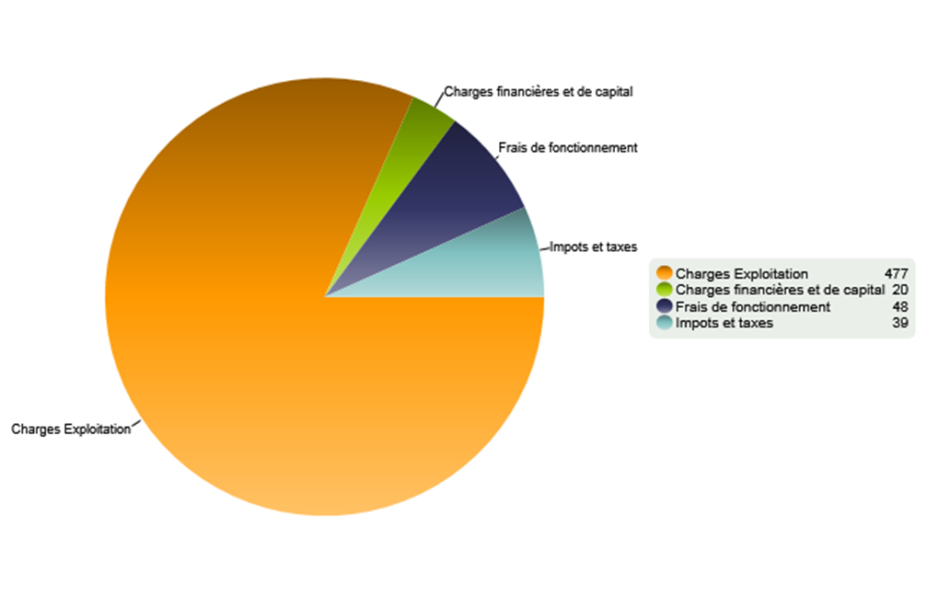 Charges financières et de capital
Frais de fonctionnement
Impots et taxes
Charges Exploitation
Charges Exploitation 477
Charges financières et de capital 20
Frais de fonctionnement 48
Impots et taxes 39